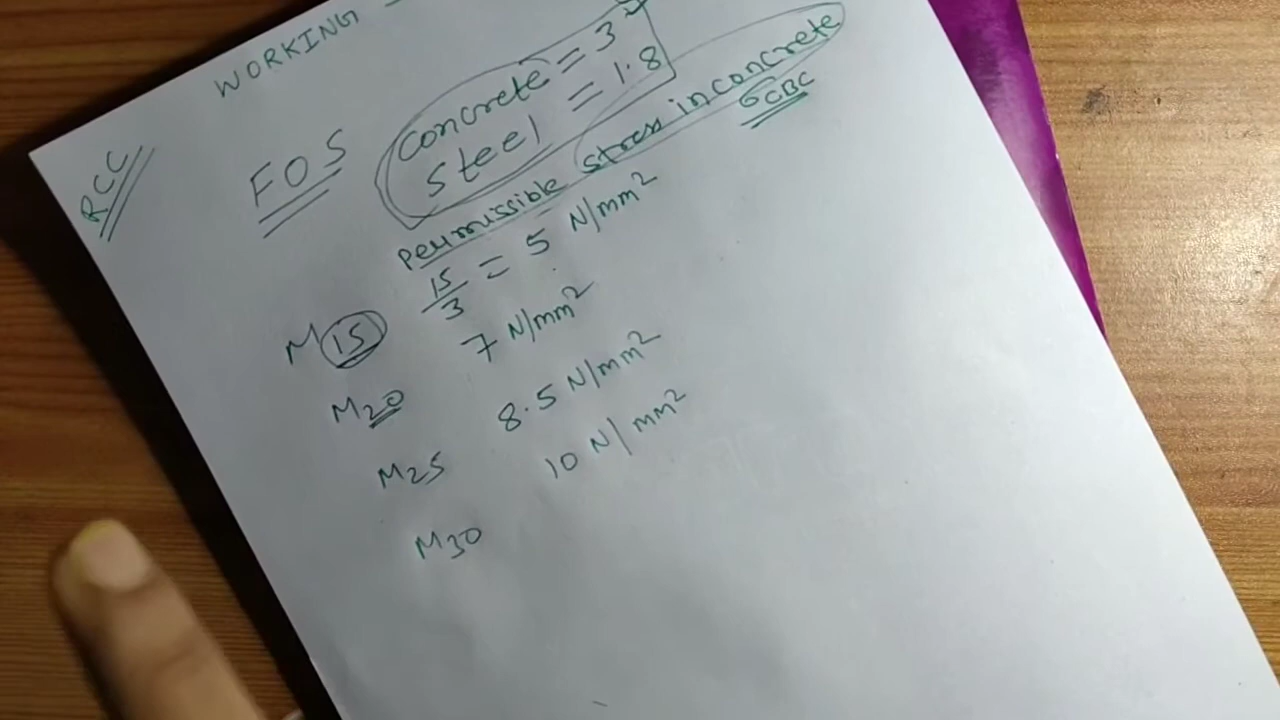 WORKING -
RCC
FOS
Concrete = 3
Steel = 1.8
Permissible stress in concrete
σCBC
M15 15/3 = 5 N/mm²
M20 7 N/mm²
M25 8.5 N/mm²
M30 10 N/mm²